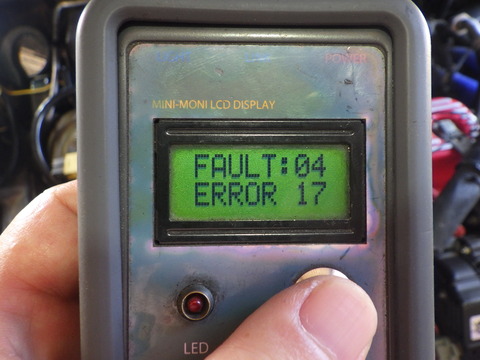 POWER
MINI-MONI LCD DISPLAY
FAULT:04
ERROR 17
LED